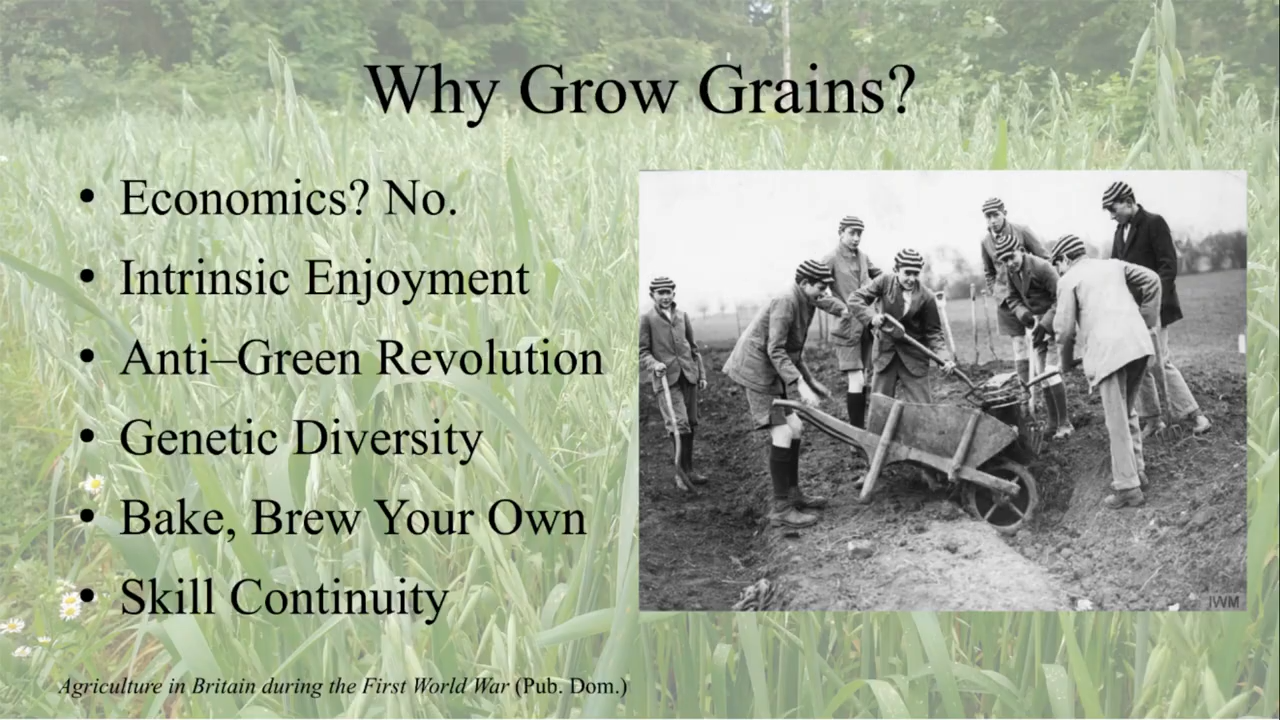 Why Grow Grains?
• Economics? No.
• Intrinsic Enjoyment
• Anti–Green Revolution
• Genetic Diversity
• Bake, Brew Your Own
• Skill Continuity
IWM
Agriculture in Britain during the First World War (Pub. Dom.)